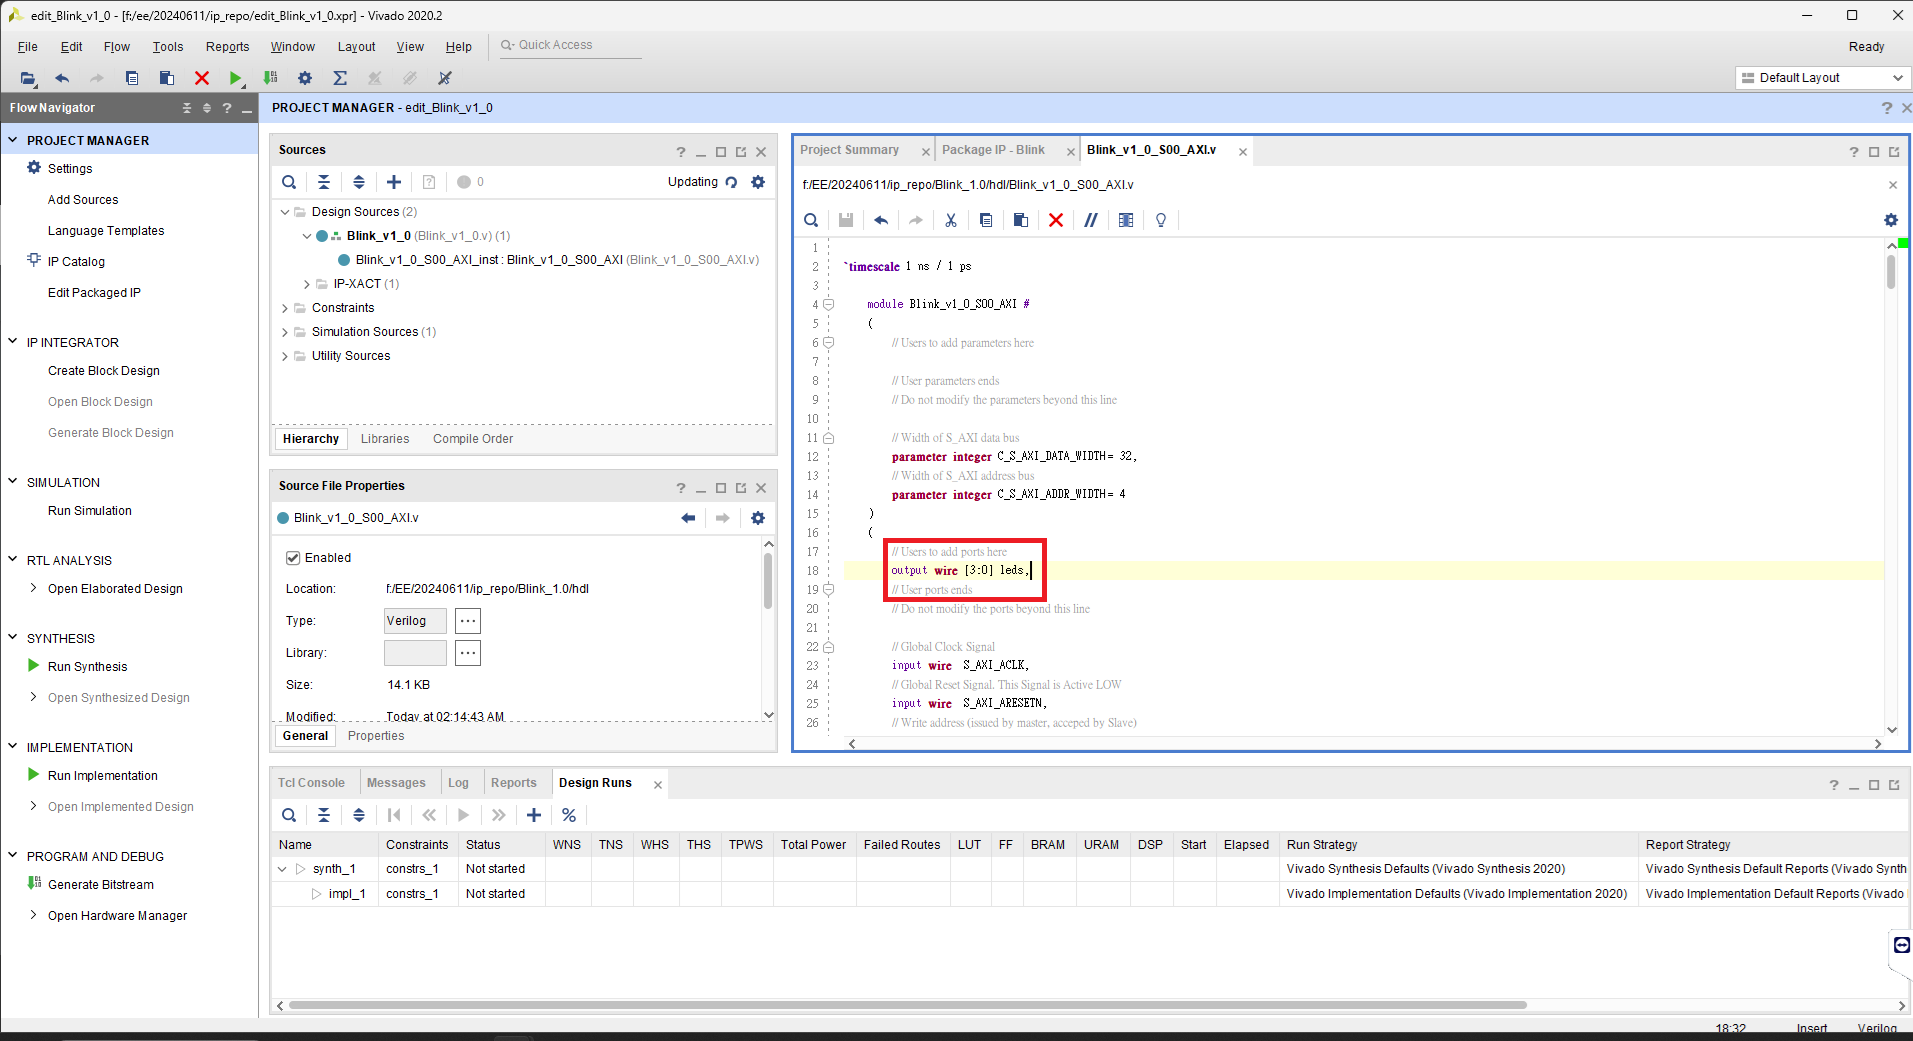 edit_Blink_v1_0 - [f:/ee/20240611/ip_repo/edit_Blink_v1_0.xpr] - Vivado 2020.2
File Edit Flow Tools Reports Window Layout View Help Quick Access
Ready
Default Layout
Flow Navigator
PROJECT MANAGER
Settings
Add Sources
Language Templates
IP Catalog
Edit Packaged IP
IP INTEGRATOR
Create Block Design
Open Block Design
Generate Block Design
SIMULATION
Run Simulation
RTL ANALYSIS
Open Elaborated Design
SYNTHESIS
Run Synthesis
Open Synthesized Design
IMPLEMENTATION
Run Implementation
Open Implemented Design
PROGRAM AND DEBUG
Generate Bitstream
Open Hardware Manager
PROJECT MANAGER - edit_Blink_v1_0
Sources
0
Updating
Design Sources (2)
Blink_v1_0 (Blink_v1_0.v) (1)
Blink_v1_0_S00_AXI_inst : Blink_v1_0_S00_AXI (Blink_v1_0_S00_AXI.v)
IP-XACT (1)
Constraints
Simulation Sources (1)
Utility Sources
Hierarchy Libraries Compile Order
Source File Properties
Blink_v1_0_S00_AXI.v
Enabled
Location: f:/EE/20240611/ip_repo/Blink_1.0/hdl
Type: Verilog ...
Library: ...
Size: 14.1 KB
Modified: Today at 02:14:43 AM
General Properties
Project Summary Package IP - Blink Blink_v1_0_S00_AXI.v
f:/EE/20240611/ip_repo/Blink_1.0/hdl/Blink_v1_0_S00_AXI.v
1
2 `timescale 1 ns / 1 ps
3
4 module Blink_v1_0_S00_AXI #
5 (
6 // Users to add parameters here
7
8 // User parameters ends
9 // Do not modify the parameters beyond this line
10
11 // Width of S_AXI data bus
12 parameter integer C_S_AXI_DATA_WIDTH = 32,
13 // Width of S_AXI address bus
14 parameter integer C_S_AXI_ADDR_WIDTH = 4
15 )
16 (
17 // Users to add ports here
18 output wire [3:0] leds,
19 // User ports ends
20 // Do not modify the ports beyond this line
21
22 // Global Clock Signal
23 input wire S_AXI_ACLK,
24 // Global Reset Signal. This Signal is Active LOW
25 input wire S_AXI_ARESETN,
26 // Write address (issued by master, acceped by Slave)
Tcl Console Messages Log Reports Design Runs
Name Constraints Status WNS TNS WHS THS TPWS Total Power Failed Routes LUT FF BRAM URAM DSP Start Elapsed Run Strategy Report Strategy
synth_1 constrs_1 Not started Vivado Synthesis Defaults (Vivado Synthesis 2020) Vivado Synthesis Default Reports (Vivado Synth
impl_1 constrs_1 Not started Vivado Implementation Defaults (Vivado Implementation 2020) Vivado Implementation Default Reports (Vivado
18:32 Insert Verilog